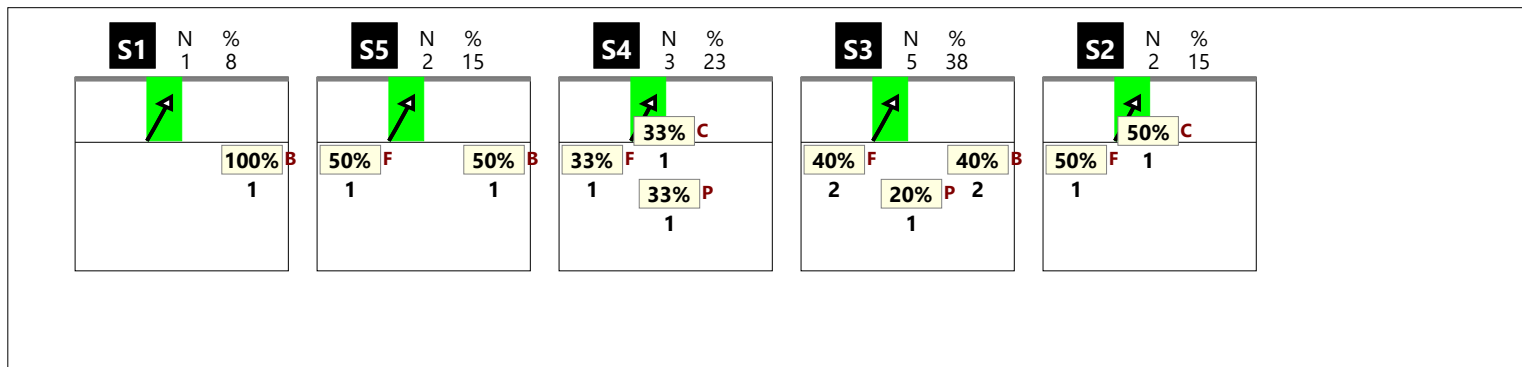 S1 N %
1 8
100% B
1
S5 N %
2 15
50% F 50% B
1 1
S4 N %
3 23
33% C
1
33% F
1
33% P
1
S3 N %
5 38
40% F 40% B
2 2
20% P
1
S2 N %
2 15
50% C
1
50% F
1